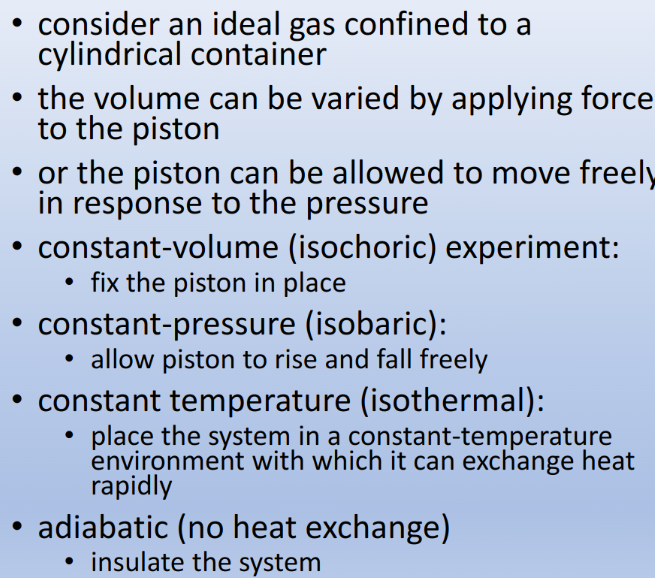 • consider an ideal gas confined to a
cylindrical container
• the volume can be varied by applying force
to the piston
• or the piston can be allowed to move freely
in response to the pressure
• constant-volume (isochoric) experiment:
• fix the piston in place
• constant-pressure (isobaric):
• allow piston to rise and fall freely
• constant temperature (isothermal):
• place the system in a constant-temperature
environment with which it can exchange heat
rapidly
• adiabatic (no heat exchange)
• insulate the system